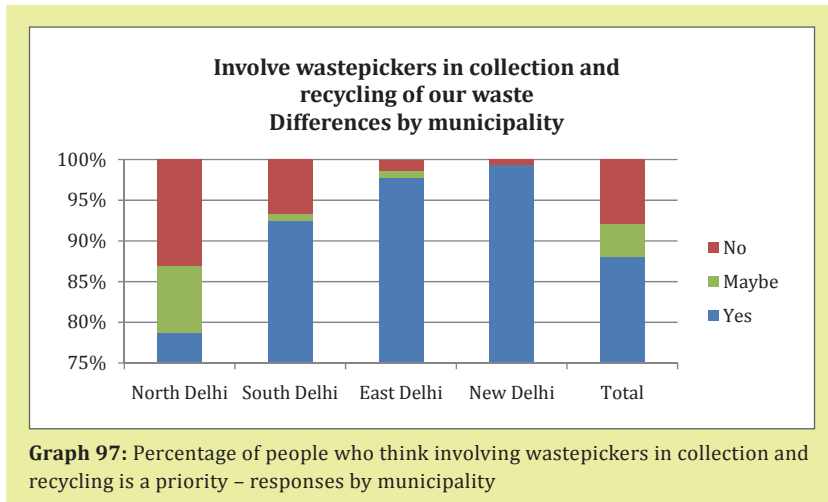 Involve wastepickers in collection and
recycling of our waste
Differences by municipality
100%
95%
90%
85%
80%
75%
North Delhi South Delhi East Delhi New Delhi Total
No
Maybe
Yes
Graph 97: Percentage of people who think involving wastepickers in collection and
recycling is a priority – responses by municipality